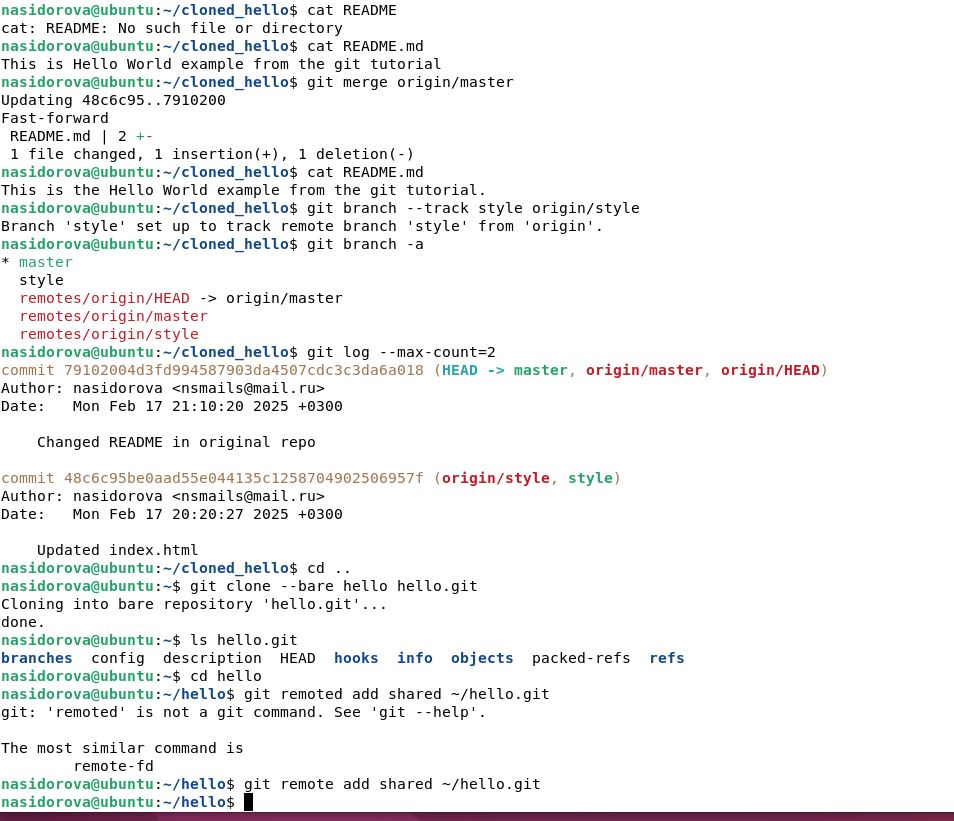 nasidorova@ubuntu:~/cloned_hello$ cat README
cat: README: No such file or directory
nasidorova@ubuntu:~/cloned_hello$ cat README.md
This is Hello World example from the git tutorial
nasidorova@ubuntu:~/cloned_hello$ git merge origin/master
Updating 48c6c95..7910200
Fast-forward
 README.md | 2 +-
 1 file changed, 1 insertion(+), 1 deletion(-)
nasidorova@ubuntu:~/cloned_hello$ cat README.md
This is the Hello World example from the git tutorial.
nasidorova@ubuntu:~/cloned_hello$ git branch --track style origin/style
Branch 'style' set up to track remote branch 'style' from 'origin'.
nasidorova@ubuntu:~/cloned_hello$ git branch -a
* master
  style
  remotes/origin/HEAD -> origin/master
  remotes/origin/master
  remotes/origin/style
nasidorova@ubuntu:~/cloned_hello$ git log --max-count=2
commit 79102004d3fd994587903da4507cdc3c3da6a018 (HEAD -> master, origin/master, origin/HEAD)
Author: nasidorova <nsmails@mail.ru>
Date:   Mon Feb 17 21:10:20 2025 +0300

    Changed README in original repo

commit 48c6c95be0aad55e044135c1258704902506957f (origin/style, style)
Author: nasidorova <nsmails@mail.ru>
Date:   Mon Feb 17 20:20:27 2025 +0300

    Updated index.html
nasidorova@ubuntu:~/cloned_hello$ cd ..
nasidorova@ubuntu:~$ git clone --bare hello hello.git
Cloning into bare repository 'hello.git'...
done.
nasidorova@ubuntu:~$ ls hello.git
branches  config  description  HEAD  hooks  info  objects  packed-refs  refs
nasidorova@ubuntu:~$ cd hello
nasidorova@ubuntu:~/hello$ git remoted add shared ~/hello.git
git: 'remoted' is not a git command. See 'git --help'.

The most similar command is
        remote-fd
nasidorova@ubuntu:~/hello$ git remote add shared ~/hello.git
nasidorova@ubuntu:~/hello$